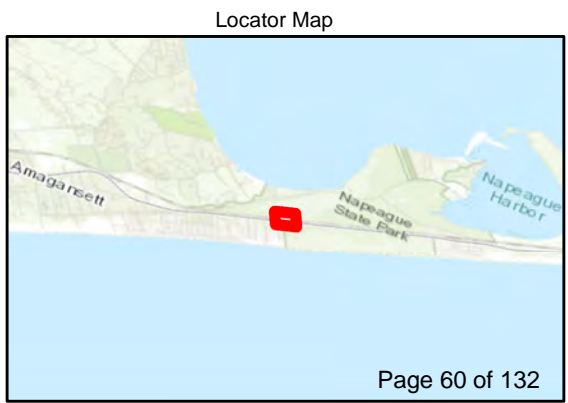 Locator Map
Amagansett
Napeague
State Park
Napeague
Harbor
Page 60 of 132